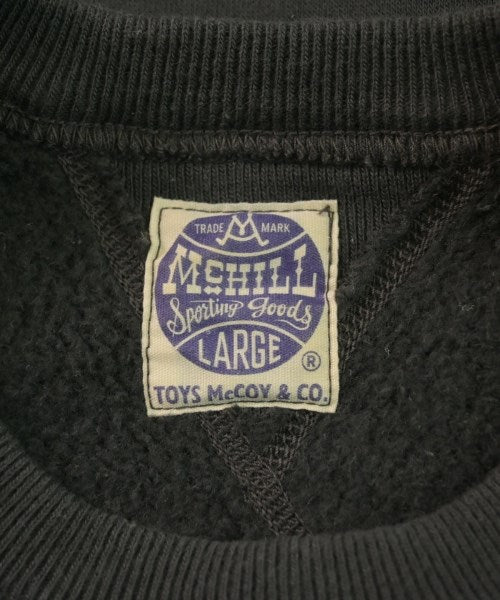 TRADE MARK
McHILL
Sporting Goods
LARGE ®
TOYS McCOY & CO.